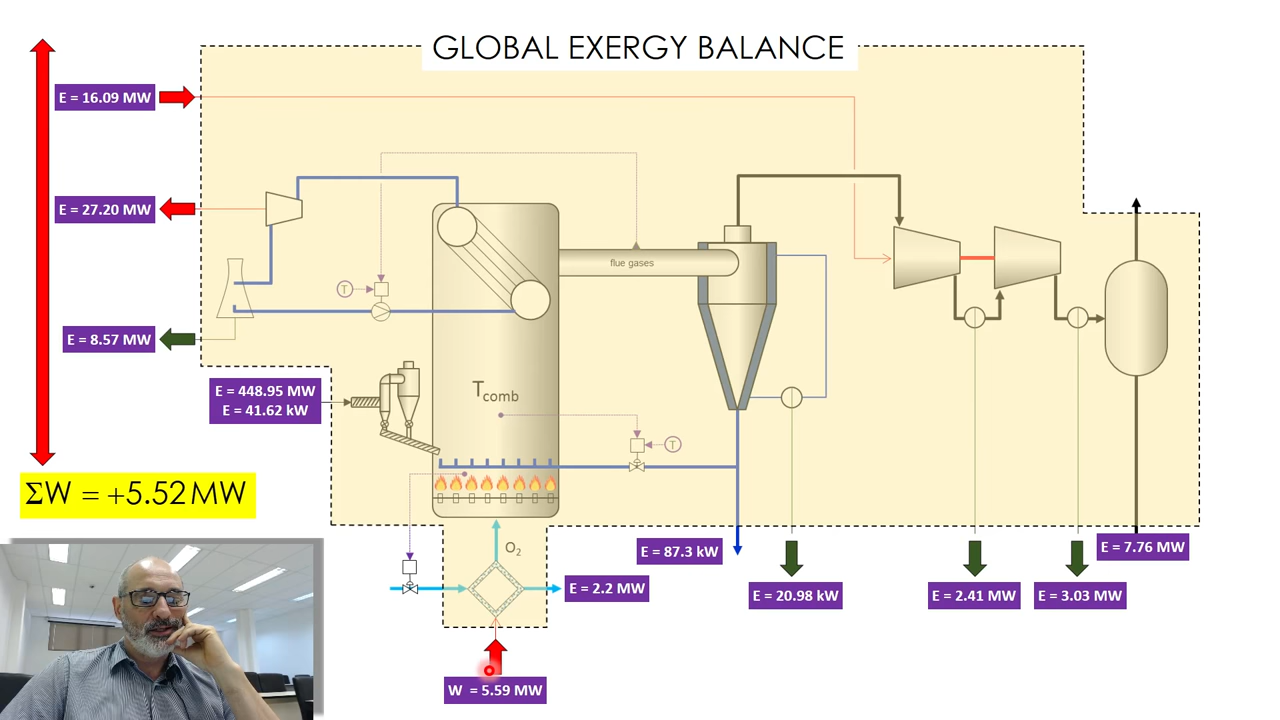 GLOBAL EXERGY BALANCE
E = 16.09 MW
E = 27.20 MW
E = 8.57 MW
E = 448.95 MW
E = 41.62 kW
ΣW = +5.52 MW
T
flue gases
Tcomb
T
O2
E = 87.3 kW
E = 2.2 MW
W = 5.59 MW
E = 20.98 kW
E = 2.41 MW
E = 3.03 MW
E = 7.76 MW